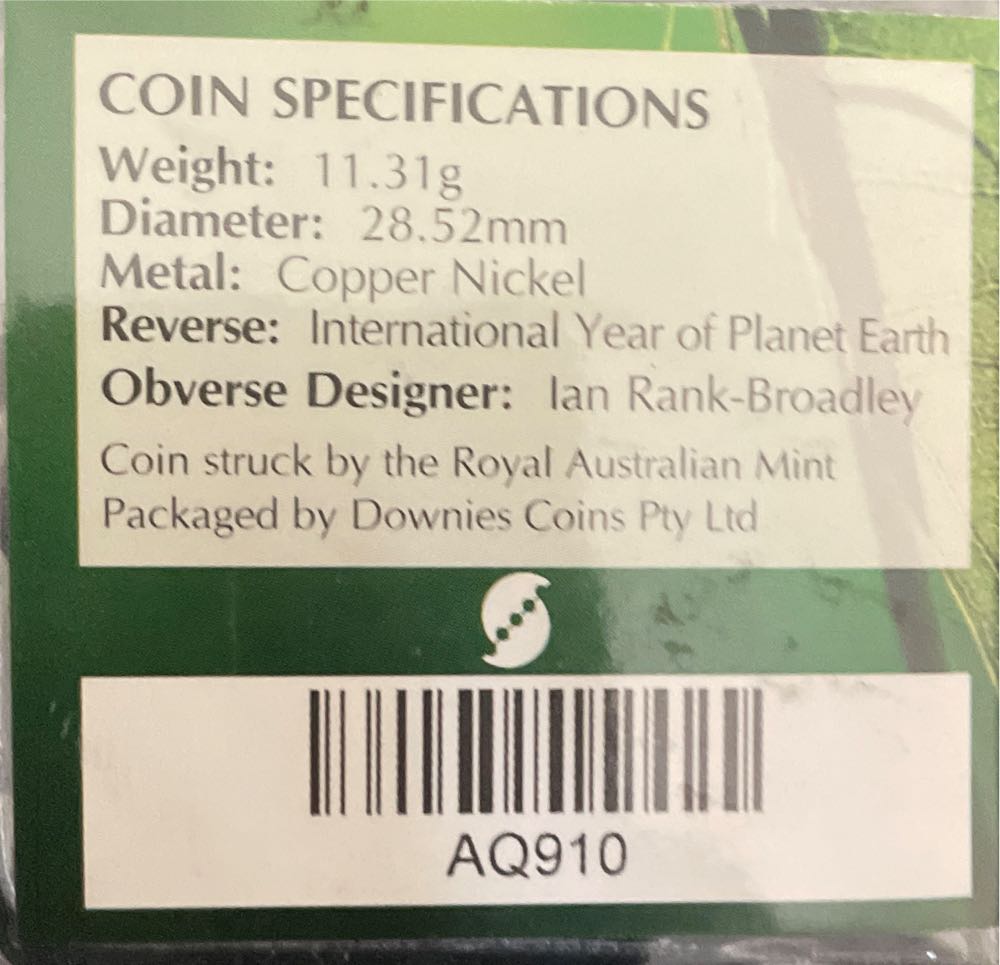 COIN SPECIFICATIONS
Weight: 11.31g
Diameter: 28.52mm
Metal: Copper Nickel
Reverse: International Year of Planet Earth
Obverse Designer: Ian Rank-Broadley
Coin struck by the Royal Australian Mint
Packaged by Downies Coins Pty Ltd
AQ910